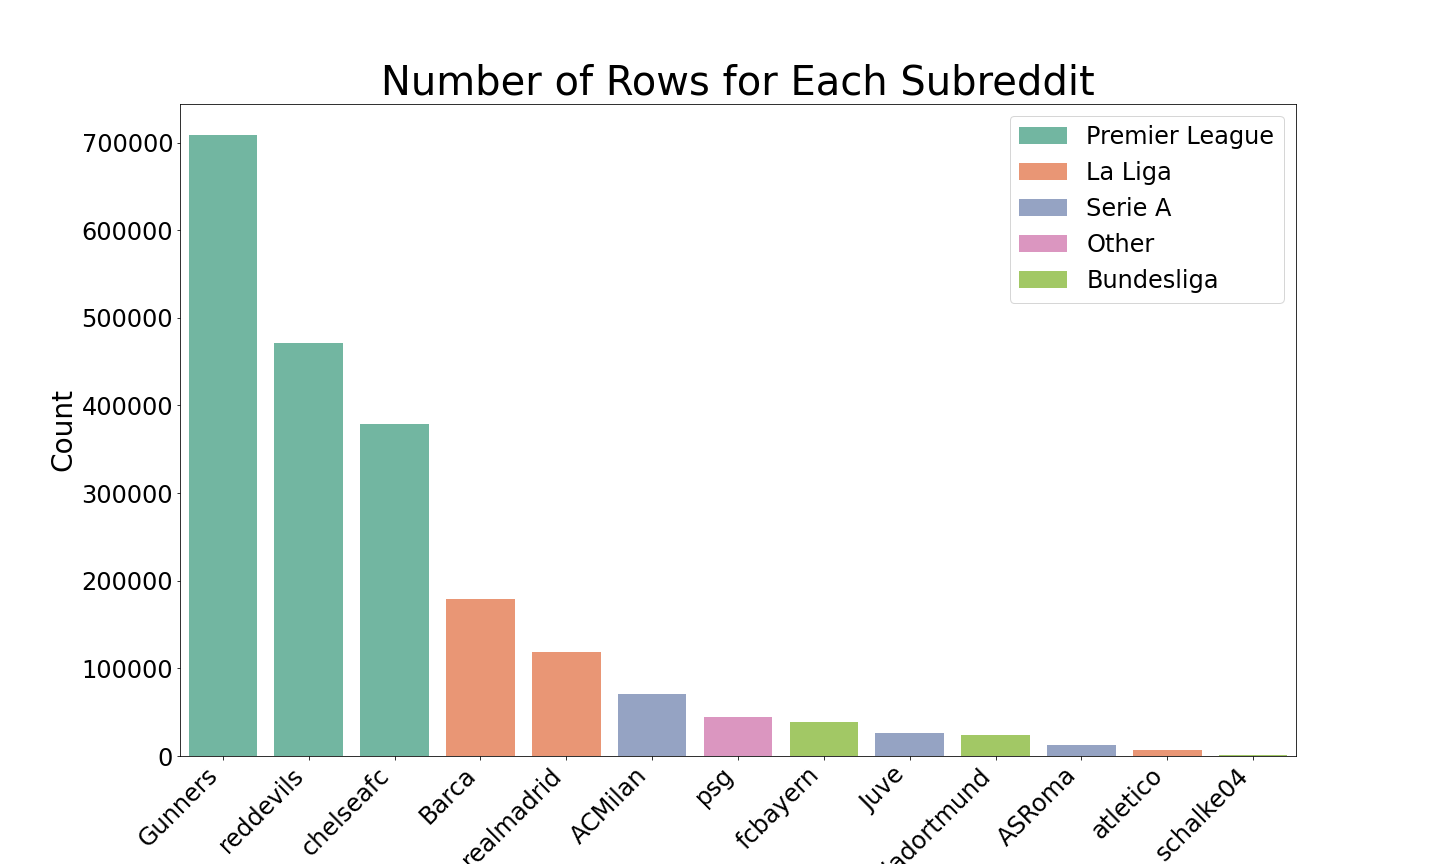 Number of Rows for Each Subreddit
700000
600000
500000
400000
300000
200000
100000
0
Count
Premier League
La Liga
Serie A
Other
Bundesliga
Gunners
reddevils
chelseafc
Barca
realmadrid
ACMilan
psg
fcbayern
Juve
adortmund
ASRoma
atletico
schalke04